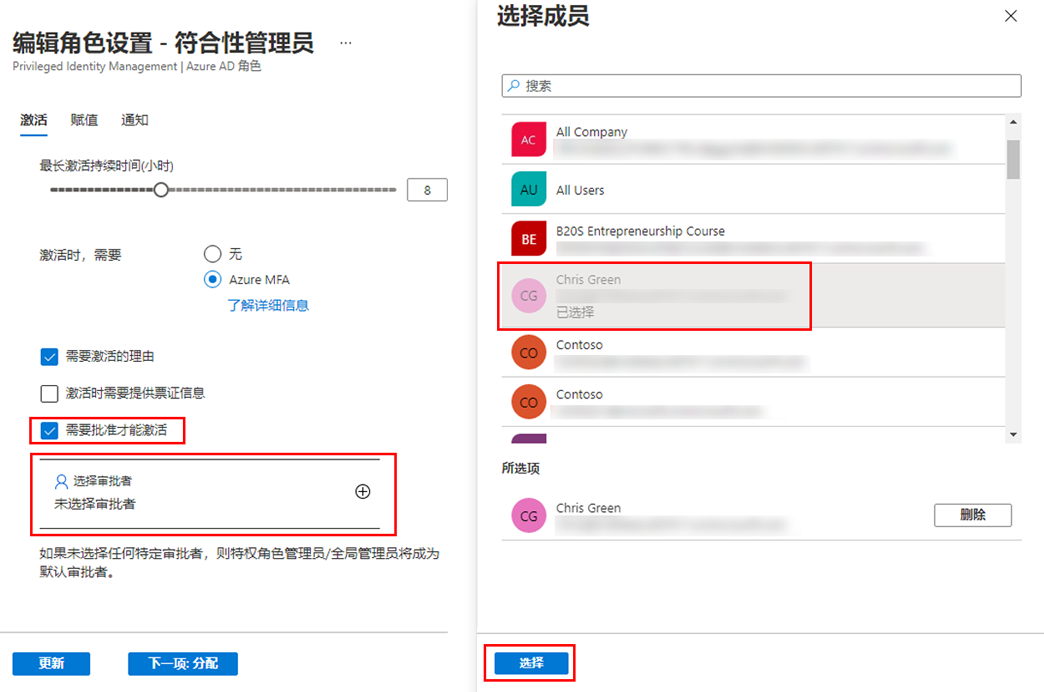 编辑角色设置 - 符合性管理员
...
Privileged Identity Management | Azure AD 角色
激活
赋值
通知
最长激活持续时间(小时)
8
激活时，需要
无
Azure MFA
了解详细信息
需要激活的理由
激活时需要提供票证信息
需要批准才能激活
选择审批者
未选择审批者
如果未选择任何特定审批者，则特权角色管理员/全局管理员将成为
默认审批者。
更新
下一项: 分配
选择成员
搜索
AC
All Company
AU
All Users
BE
B20S Entrepreneurship Course
CG
Chris Green
已选择
CO
Contoso
CO
Contoso
所选项
CG
Chris Green
删除
选择